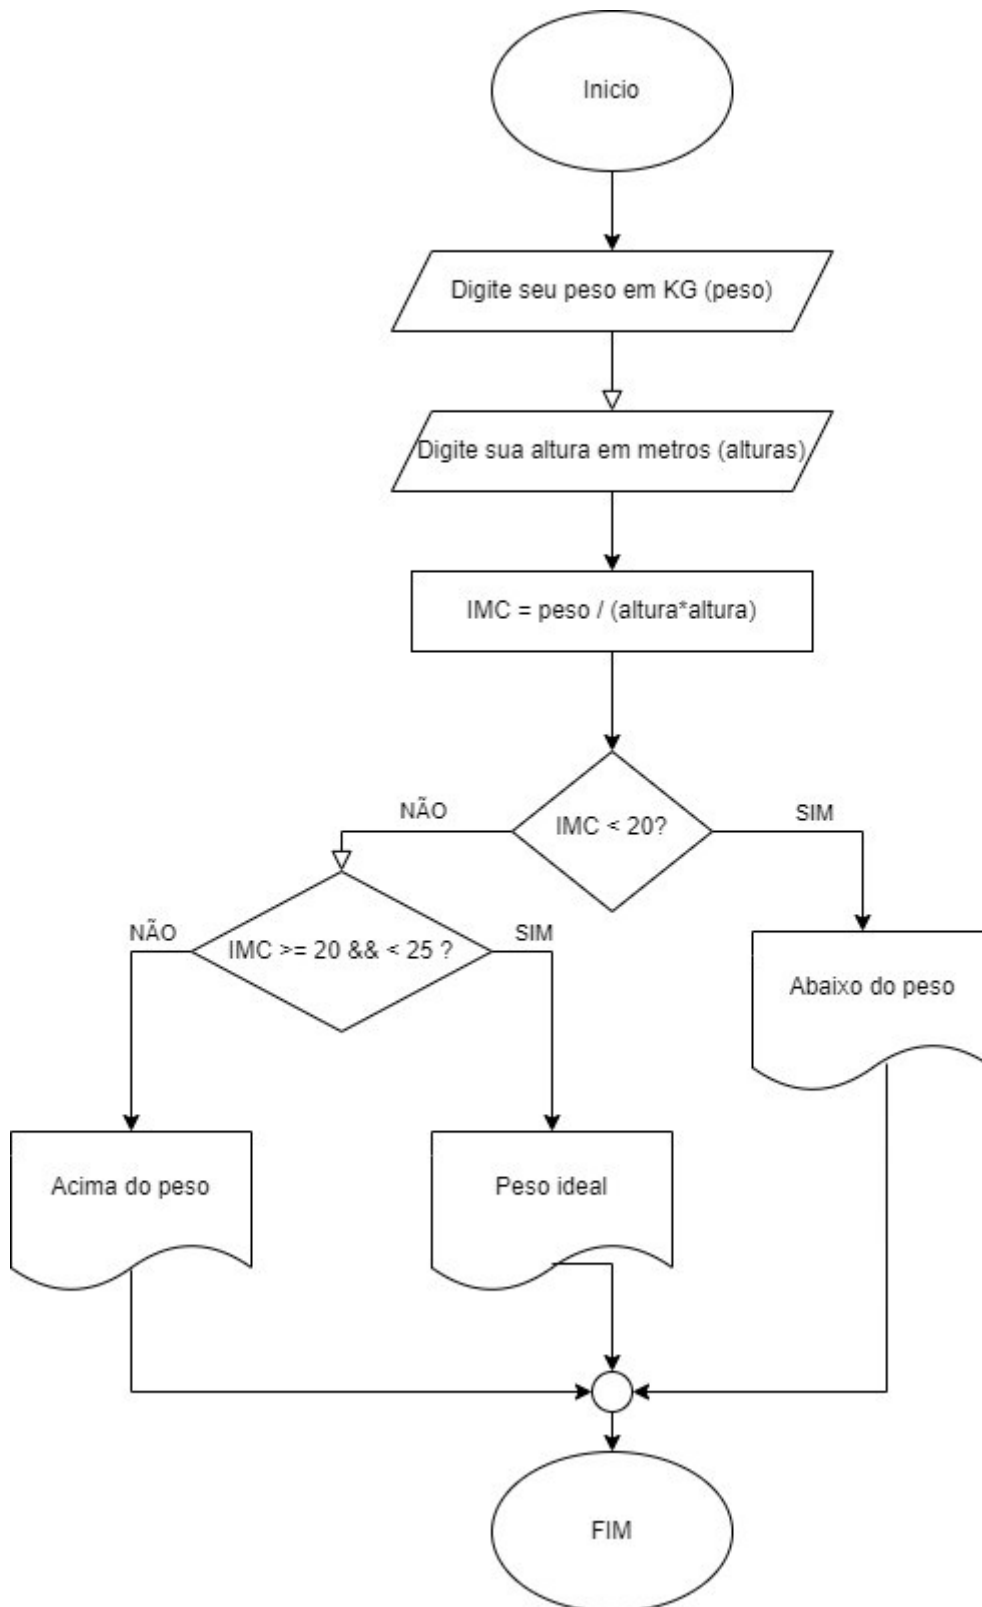 Inicio
Digite seu peso em KG (peso)
Digite sua altura em metros (alturas)
IMC = peso / (altura*altura)
NÃO
IMC < 20?
SIM
NÃO
IMC >= 20 && < 25 ?
SIM
Abaixo do peso
Acima do peso
Peso ideal
FIM